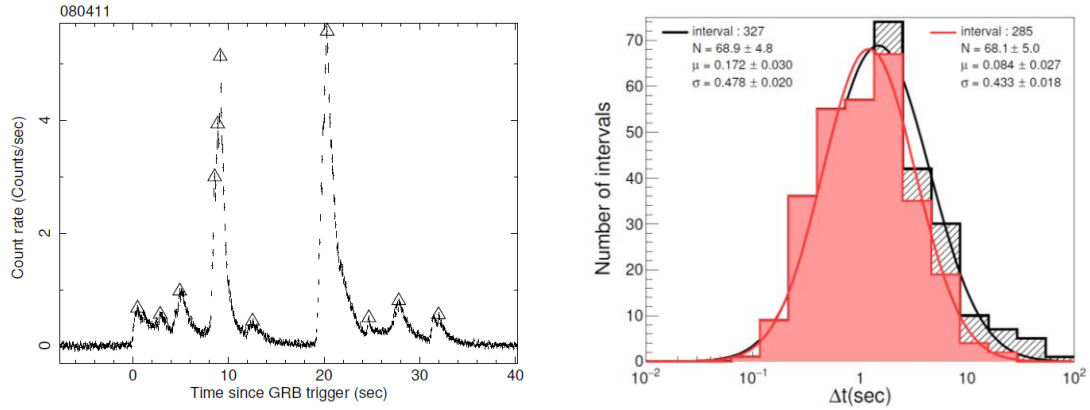 080411
Count rate (Counts/sec)
4
2
0
0
10
20
30
40
Time since GRB trigger (sec)
Number of intervals
70
60
50
40
30
20
10
0
interval : 327
N = 68.9 ± 4.8
μ = 0.172 ± 0.030
σ = 0.478 ± 0.020
interval : 285
N = 68.1 ± 5.0
μ = 0.084 ± 0.027
σ = 0.433 ± 0.018
10⁻²
10⁻¹
1
10
10²
Δt(sec)